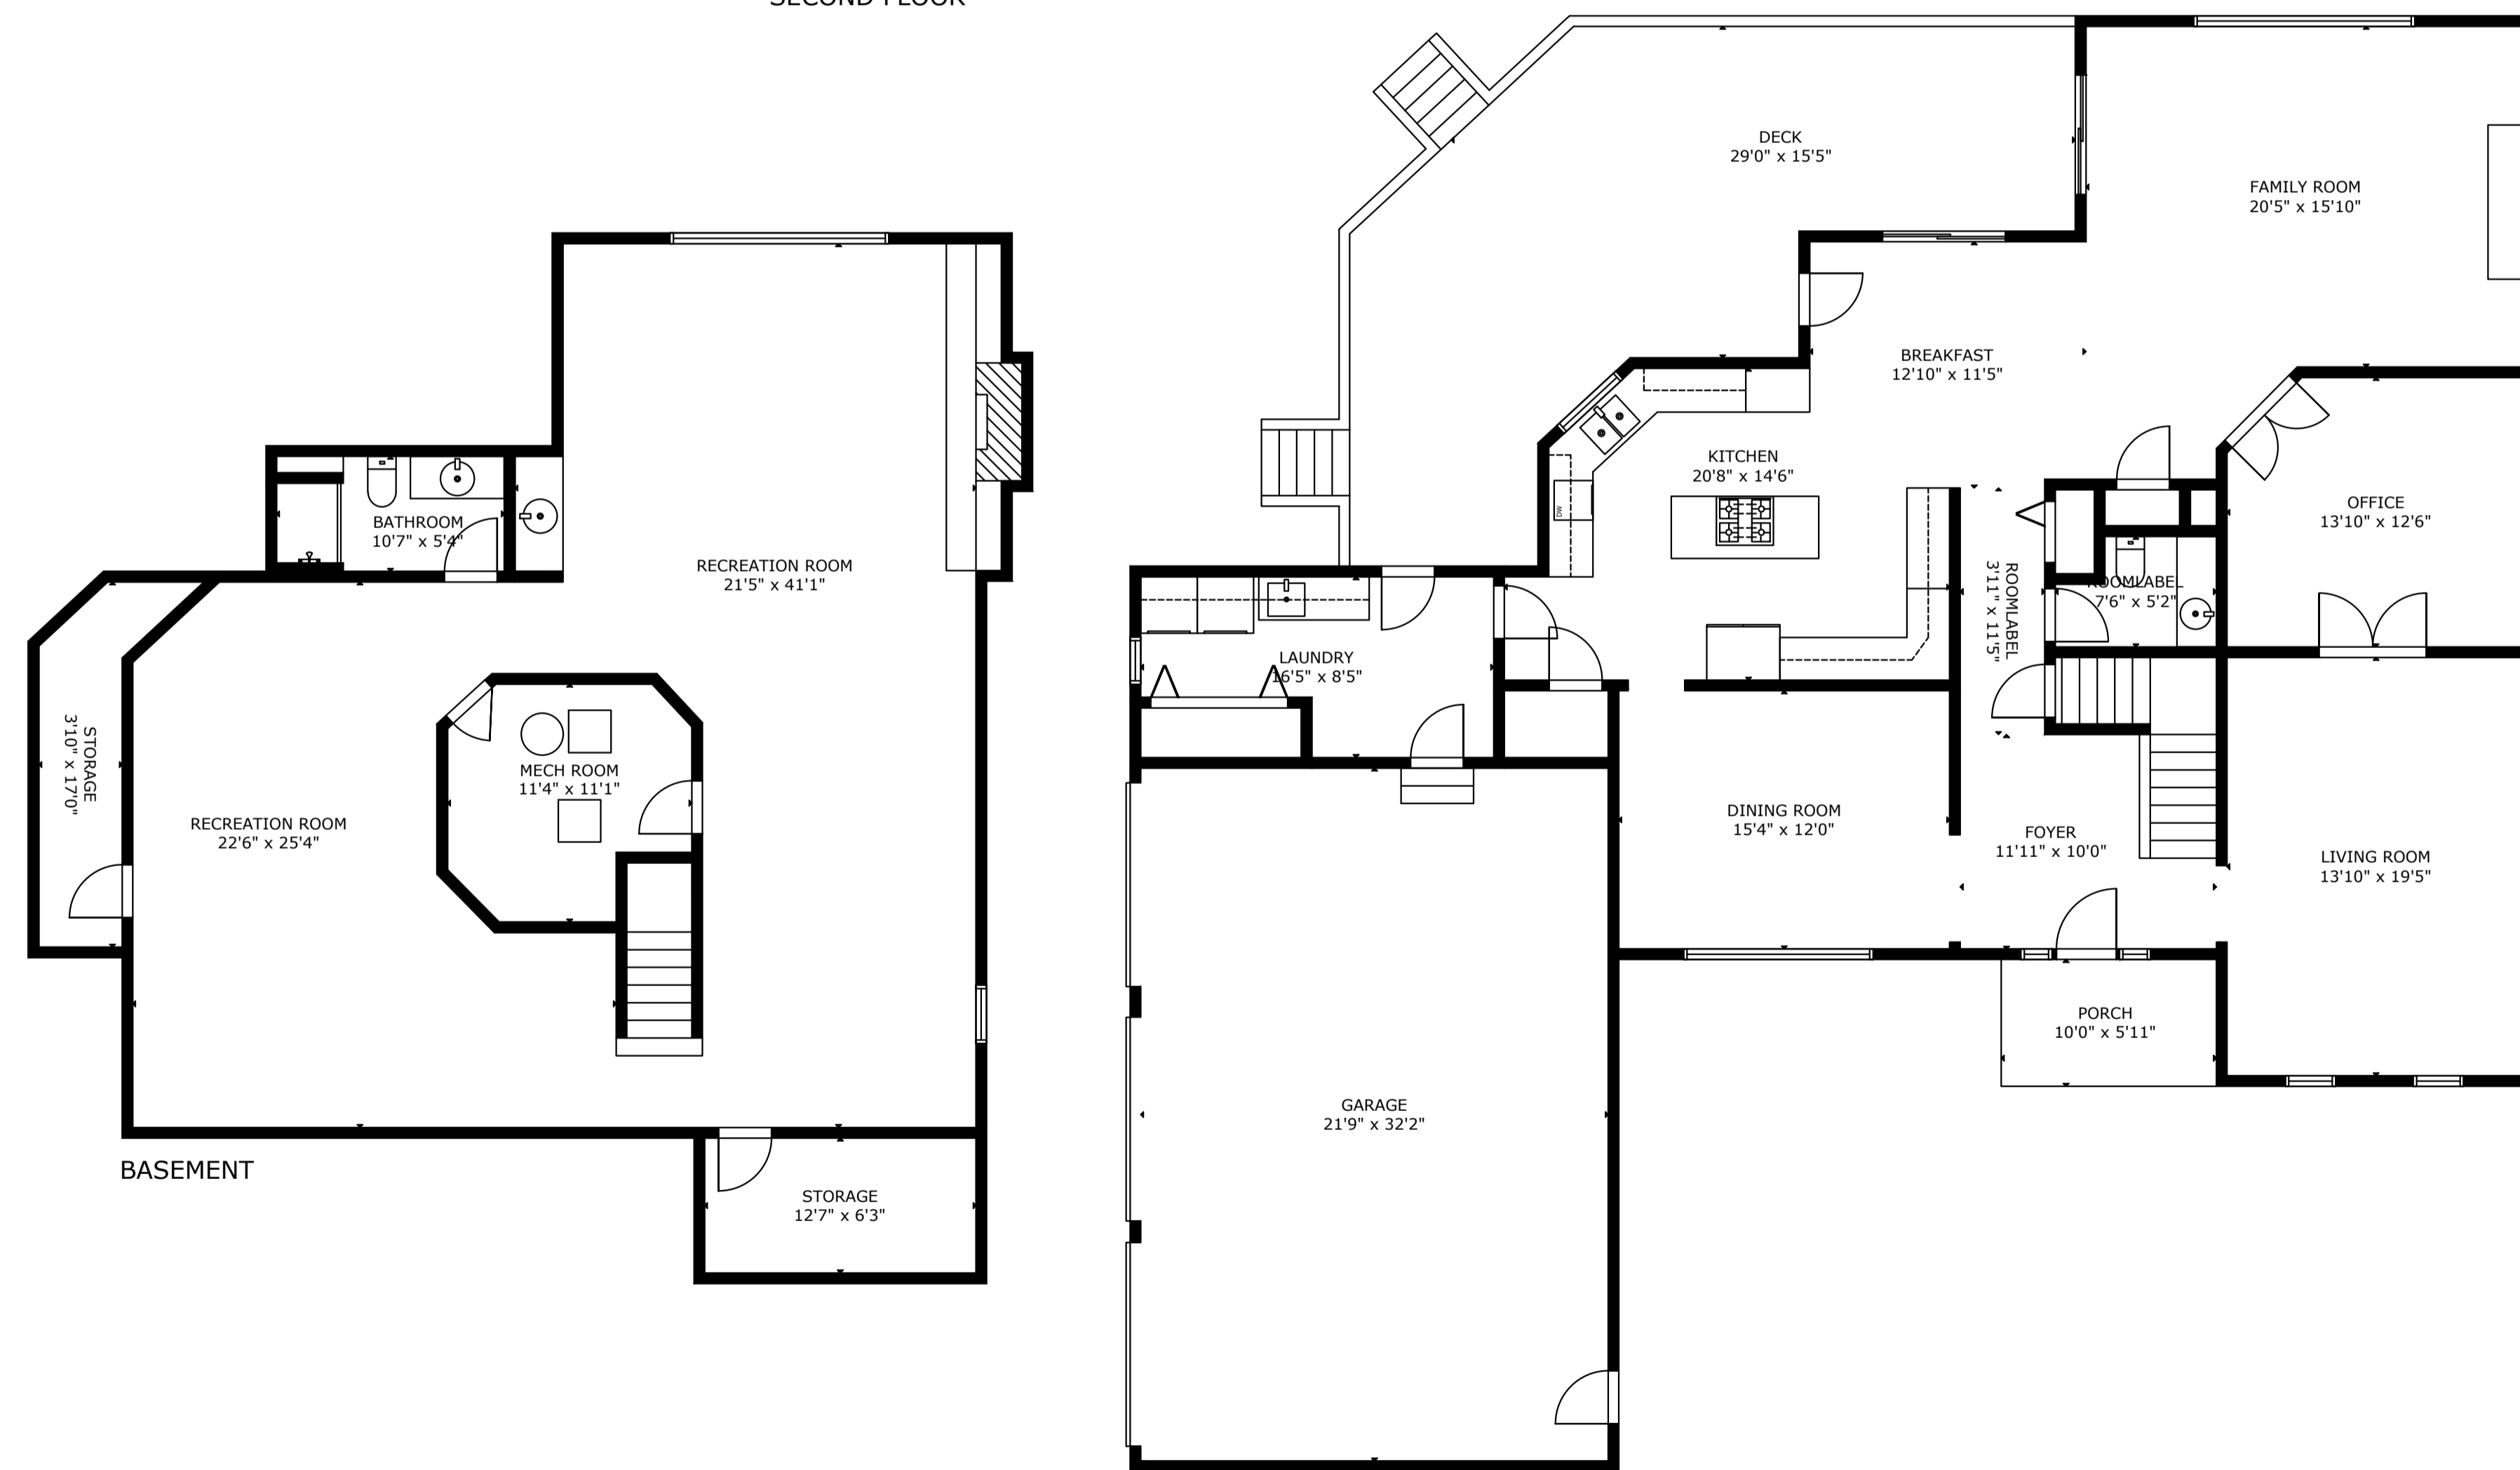 SECOND FLOOR
DECK
29'0" x 15'5"
FAMILY ROOM
20'5" x 15'10"
BREAKFAST
12'10" x 11'5"
KITCHEN
20'8" x 14'6"
DW
OFFICE
13'10" x 12'6"
BATHROOM
10'7" x 5'4"
RECREATION ROOM
21'5" x 41'1"
ROOMLABEL
3'11" x 11'5"
ROOMLABEL
7'6" x 5'2"
LAUNDRY
16'5" x 8'5"
STORAGE
3'10" x 17'0"
MECH ROOM
11'4" x 11'1"
RECREATION ROOM
22'6" x 25'4"
DINING ROOM
15'4" x 12'0"
FOYER
11'11" x 10'0"
LIVING ROOM
13'10" x 19'5"
PORCH
10'0" x 5'11"
GARAGE
21'9" x 32'2"
BASEMENT
STORAGE
12'7" x 6'3"